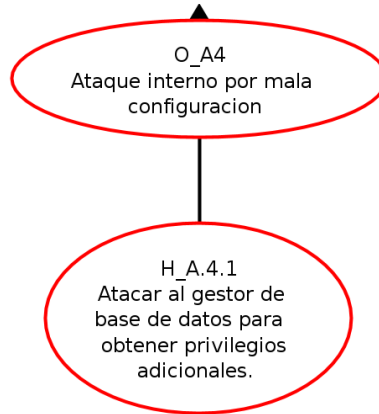 O_A4
Ataque interno por mala
configuracion
H_A.4.1
Atacar al gestor de
base de datos para
obtener privilegios
adicionales.